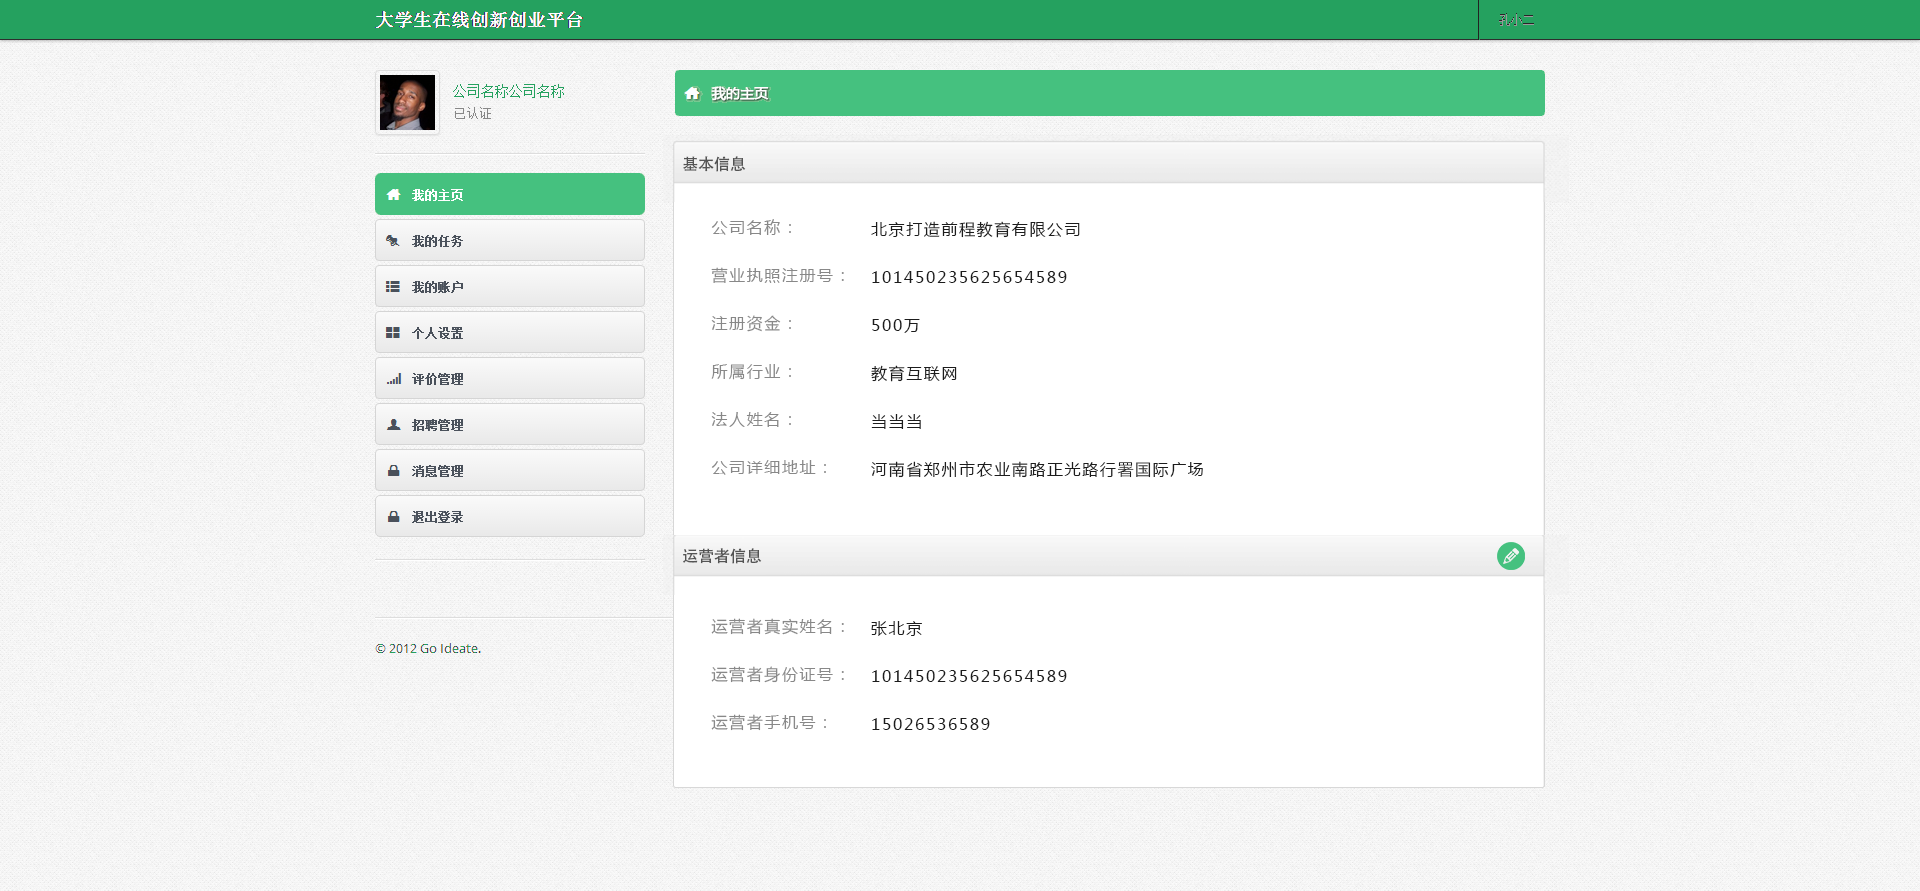 大学生在线创新创业平台
孔小二
公司名称公司名称
已认证
我的主页
我的任务
我的账户
个人设置
评价管理
招聘管理
消息管理
退出登录
© 2012 Go Ideate.
我的主页
基本信息
公司名称： 北京打造前程教育有限公司
营业执照注册号： 101450235625654589
注册资金： 500万
所属行业： 教育互联网
法人姓名： 当当当
公司详细地址： 河南省郑州市农业南路正光路行署国际广场
运营者信息
运营者真实姓名： 张北京
运营者身份证号： 101450235625654589
运营者手机号： 15026536589